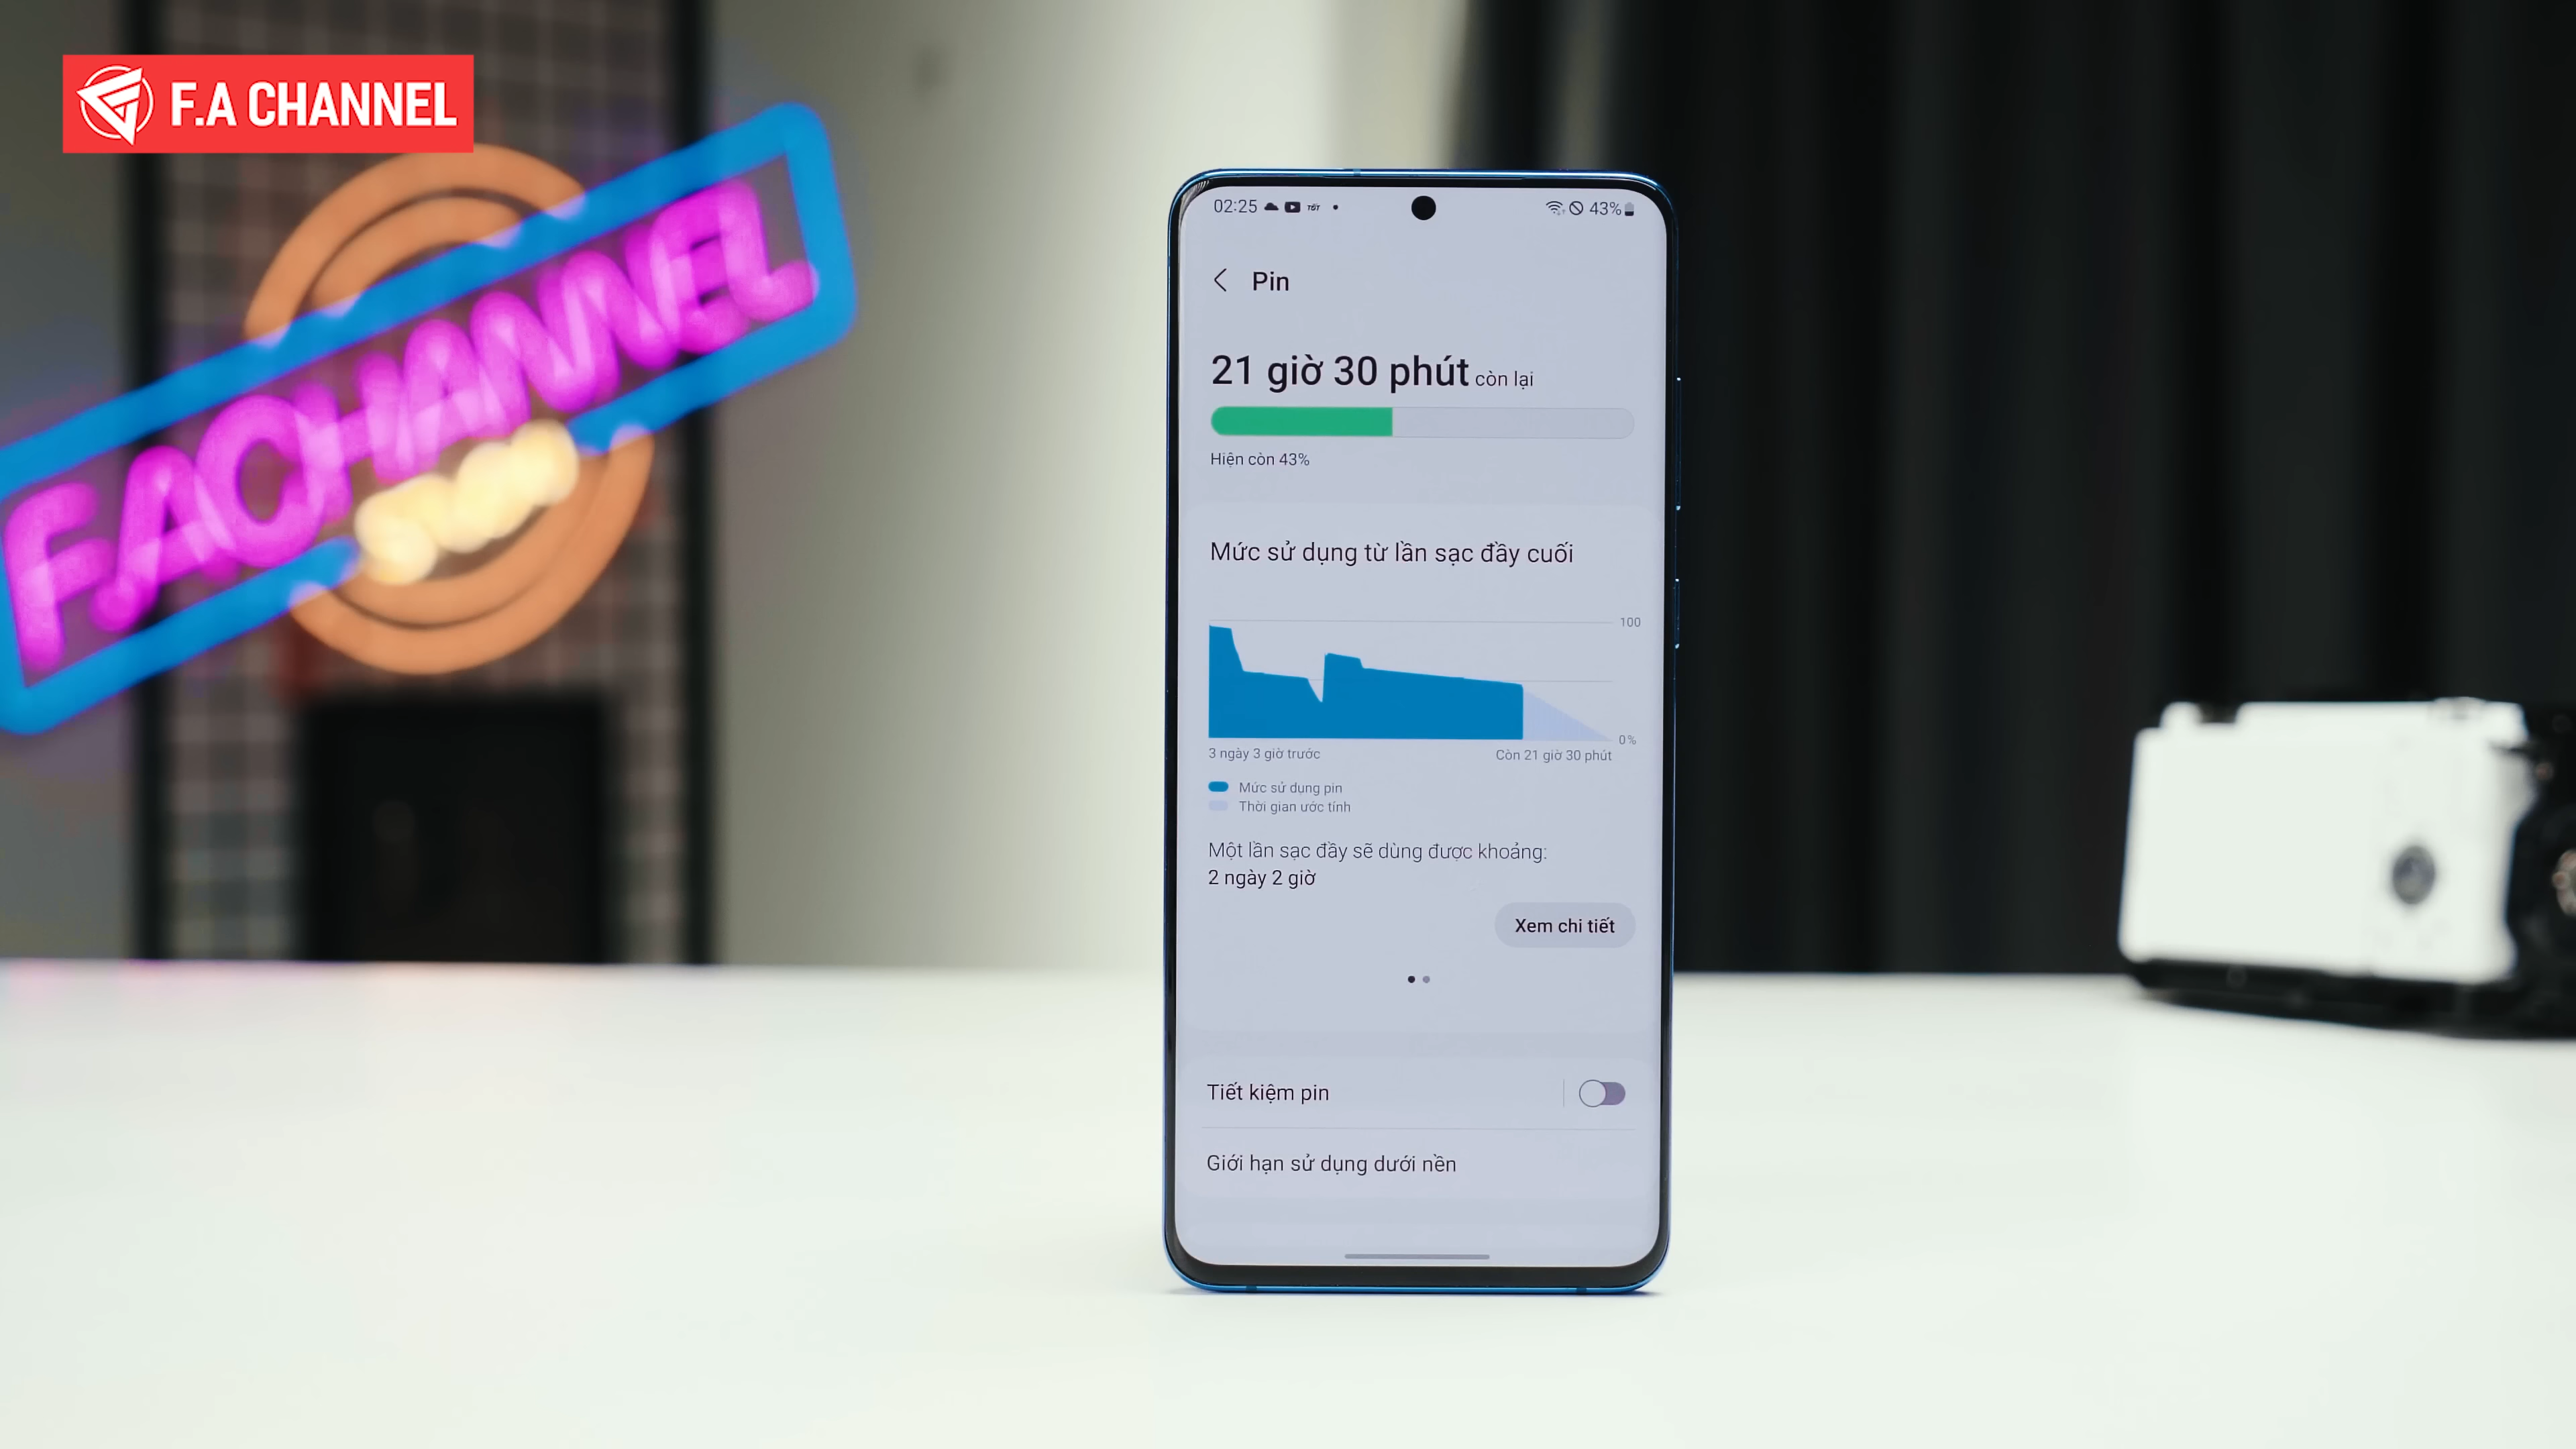 F.A CHANNEL
FACHANNEL
02:25
43%
Pin
21 giờ 30 phút còn lại
Hiện còn 43%
Mức sử dụng từ lần sạc đầy cuối
100
0%
3 ngày 3 giờ trước
Còn 21 giờ 30 phút
Mức sử dụng pin
Thời gian ước tính
Một lần sạc đầy sẽ dùng được khoảng:
2 ngày 2 giờ
Xem chi tiết
Tiết kiệm pin
Giới hạn sử dụng dưới nền